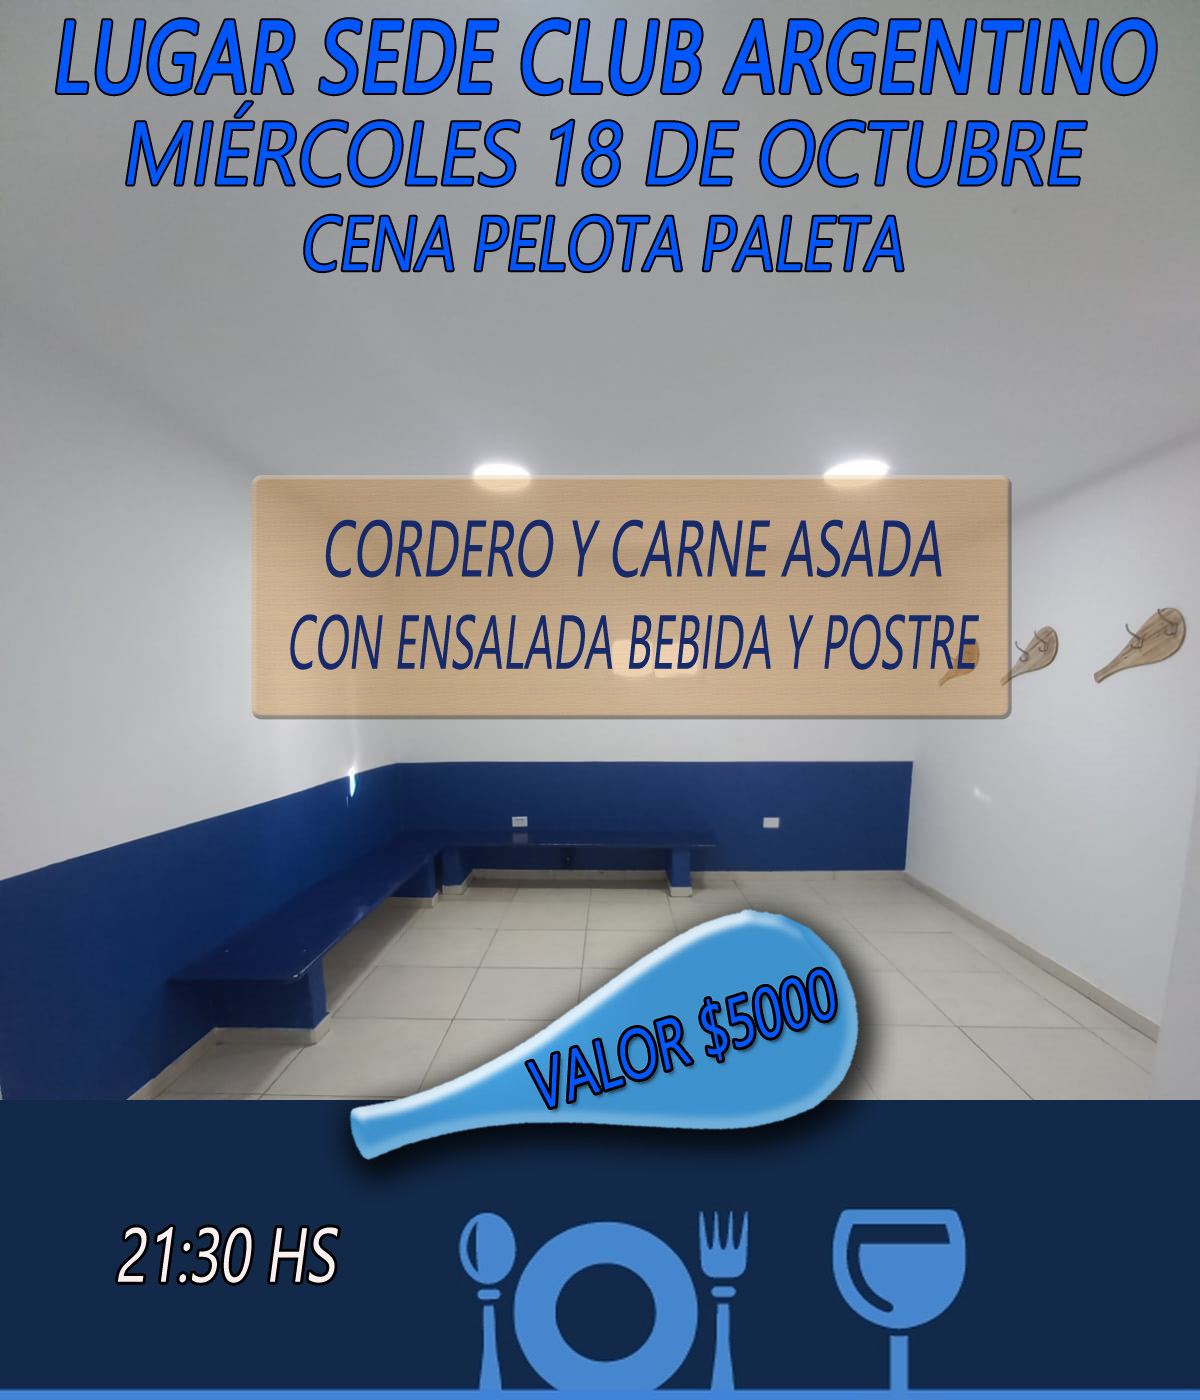 LUGAR SEDE CLUB ARGENTINO
MIÉRCOLES 18 DE OCTUBRE
CENA PELOTA PALETA
CORDERO Y CARNE ASADA
CON ENSALADA BEBIDA Y POSTRE
VALOR $5000
21:30 HS